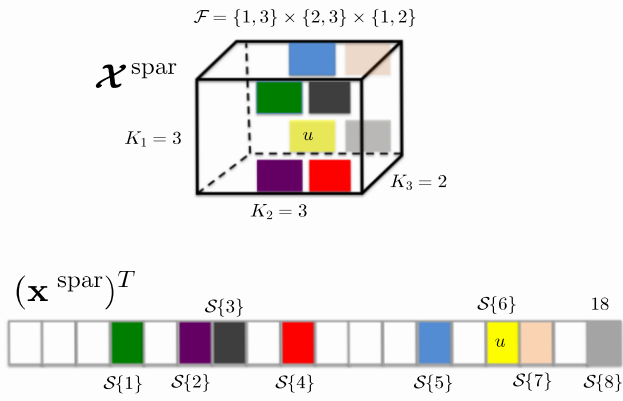 ℱ = {1, 3} × {2, 3} × {1, 2}
𝓧 spar
u
K₁ = 3
K₃ = 2
K₂ = 3
(𝐱 spar)ᵀ
𝒮{3} 𝒮{6} 18
u
𝒮{1} 𝒮{2} 𝒮{4} 𝒮{5} 𝒮{7} 𝒮{8}